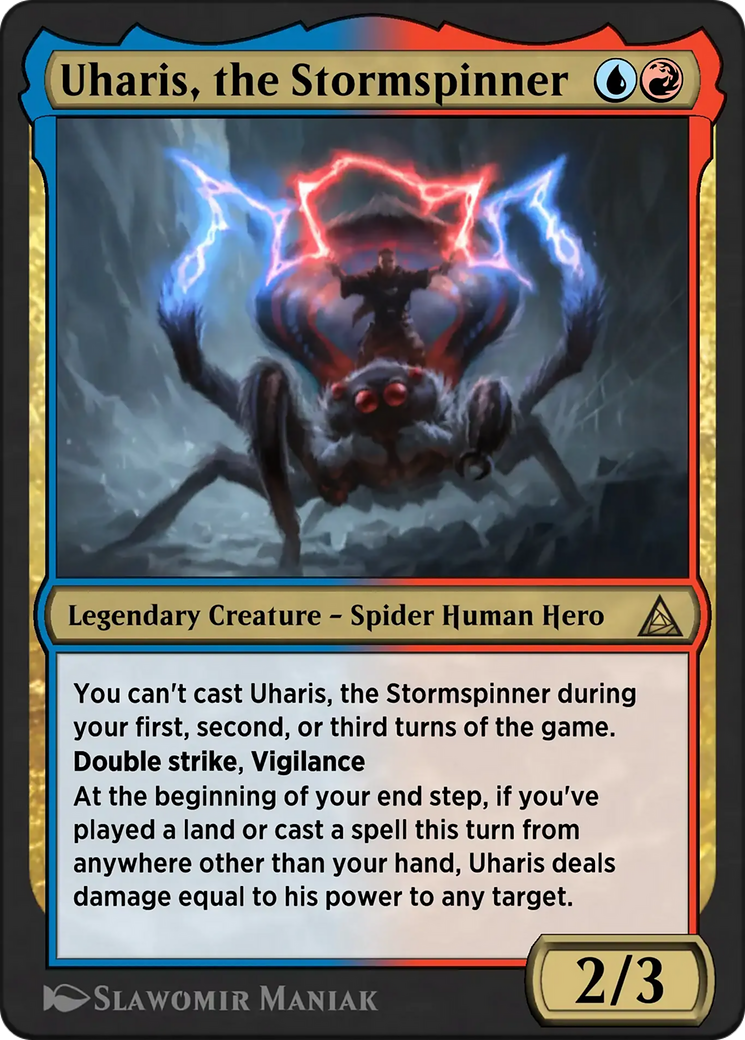 Uharis, the Stormspinner
Legendary Creature – Spider Human Hero
You can't cast Uharis, the Stormspinner during
your first, second, or third turns of the game.
Double strike, Vigilance
At the beginning of your end step, if you've
played a land or cast a spell this turn from
anywhere other than your hand, Uharis deals
damage equal to his power to any target.
2/3
Slawomir Maniak